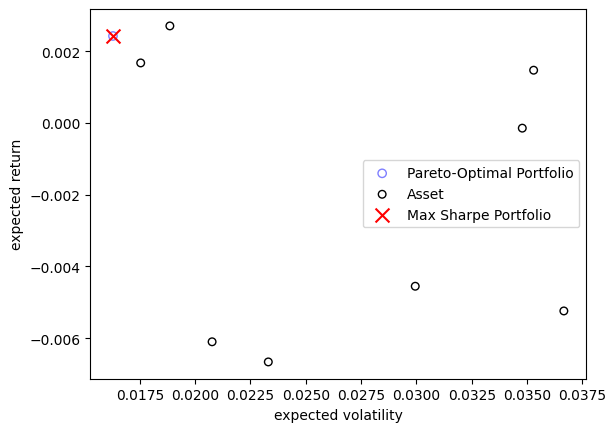 0.002
0.000
−0.002
−0.004
−0.006
expected return
Pareto-Optimal Portfolio
Asset
Max Sharpe Portfolio
0.0175 0.0200 0.0225 0.0250 0.0275 0.0300 0.0325 0.0350 0.0375
expected volatility